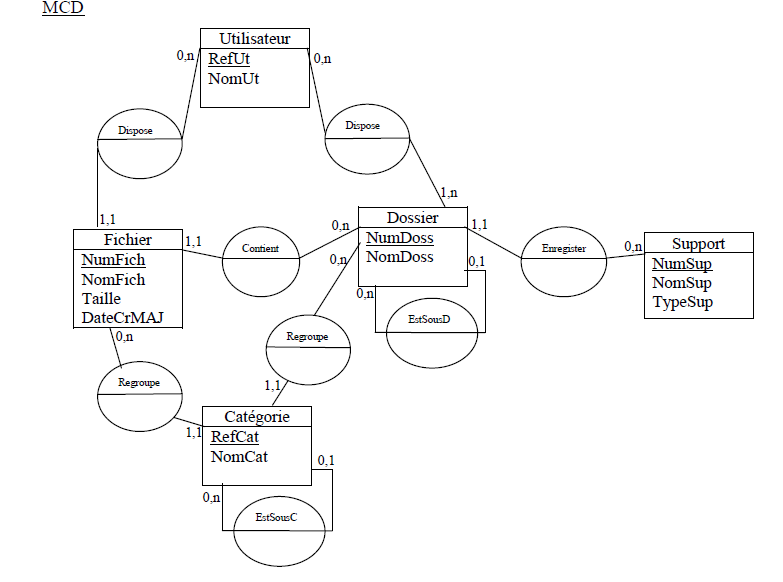 MCD
Utilisateur
RefUt
NomUt
0,n
0,n
Dispose
Dispose
1,1
1,n
Fichier
NumFich
NomFich
Taille
DateCrMAJ
1,1
Contient
0,n
Dossier
NumDoss
NomDoss
1,1
Enregister
0,n
Support
NumSup
NomSup
TypeSup
0,n
0,1
0,n
EstSousD
0,n
Regroupe
Regroupe
1,1
1,1
Catégorie
RefCat
NomCat
0,1
0,n
EstSousC